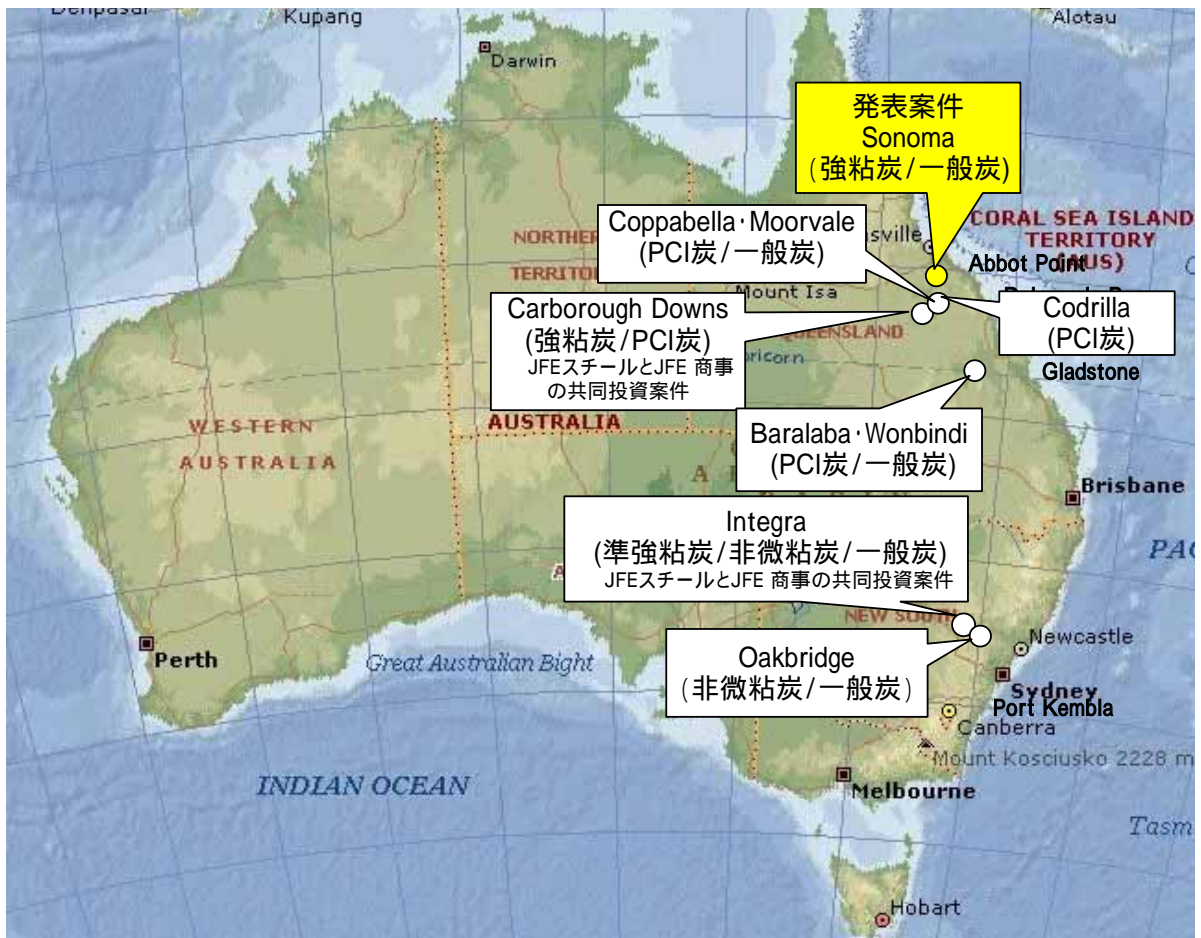 Denpasar
Kupang
Alotau
Darwin
発表案件
Sonoma
(強粘炭/一般炭)
CORAL SEA ISLAND
TERRITORY
(AUS)
Coppabella・Moorvale
(PCI炭/一般炭)
Abbot Point
Mount Isa
Carborough Downs
(強粘炭/PCI炭)
JFEスチールとJFE 商事
の共同投資案件
Codrilla
(PCI炭)
QUEENSLAND
Gladstone
WESTERN
AUSTRALIA
AUSTRALIA
Baralaba・Wonbindi
(PCI炭/一般炭)
Brisbane
Integra
(準強粘炭/非微粘炭/一般炭)
JFEスチールとJFE 商事の共同投資案件
NEW SOUTH
Newcastle
Perth
Great Australian Bight
Oakbridge
(非微粘炭/一般炭)
Sydney
Port Kembla
Canberra
Mount Kosciusko 2228 m
INDIAN OCEAN
Melbourne
Hobart